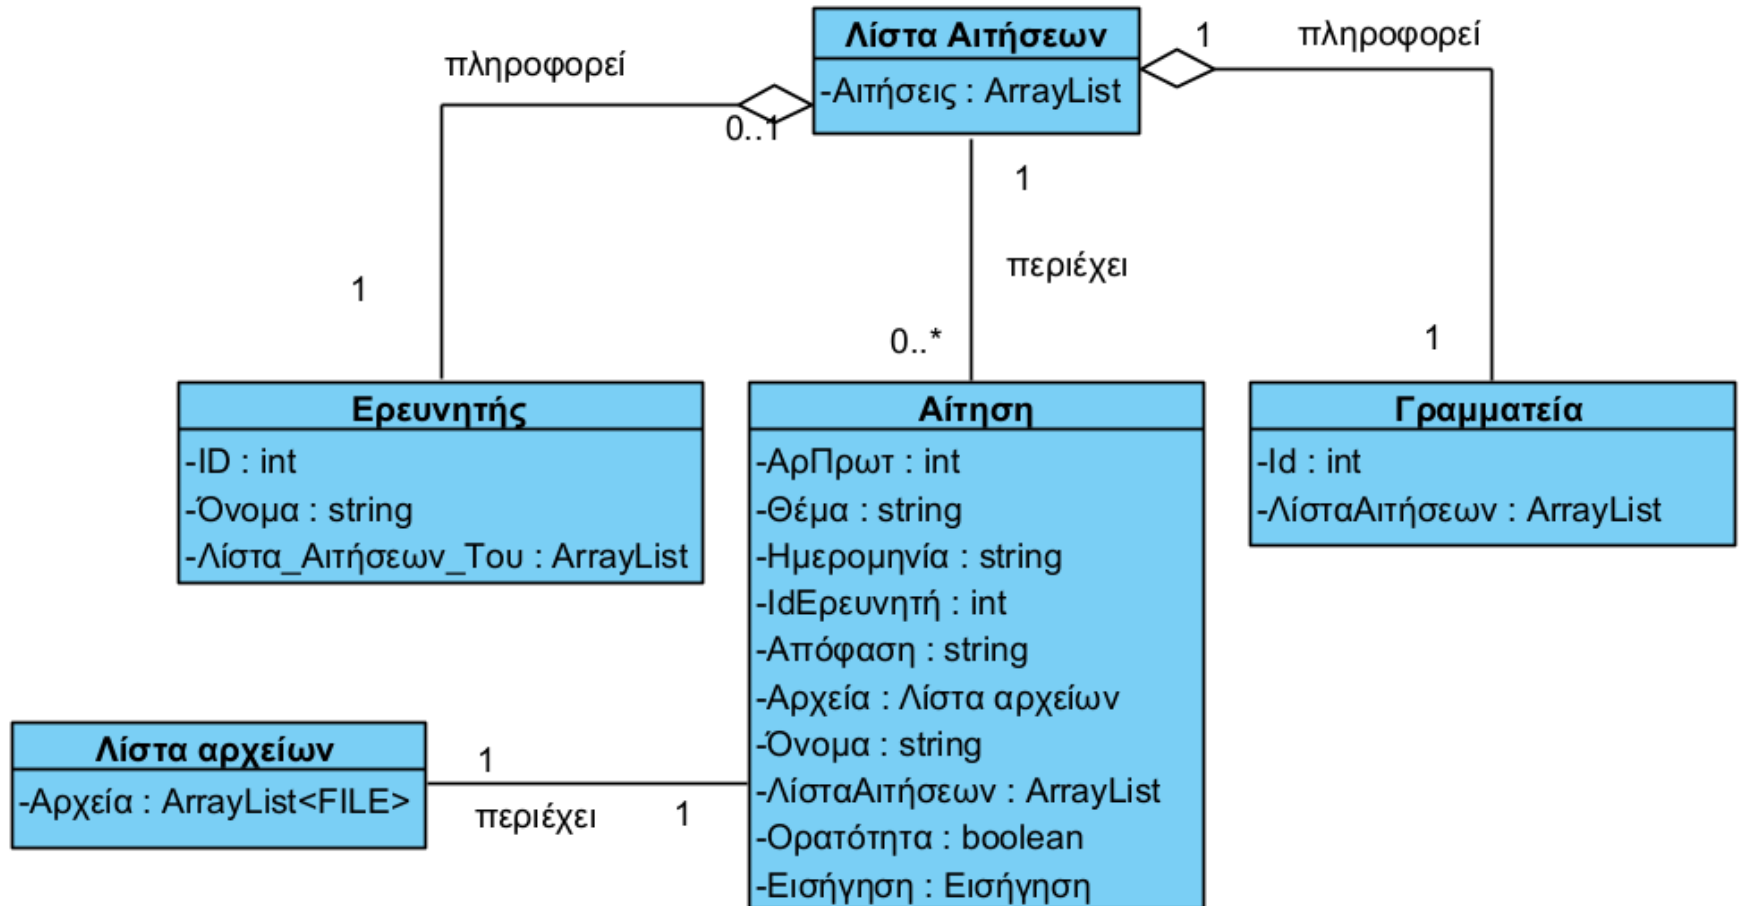 Λίστα Αιτήσεων
-Αιτήσεις : ArrayList
πληροφορεί
0..1
1
1
πληροφορεί
1
1
περιέχει
0..*
Ερευνητής
-ID : int
-Όνομα : string
-Λίστα_Αιτήσεων_Του : ArrayList
Αίτηση
-ΑρΠρωτ : int
-Θέμα : string
-Ημερομηνία : string
-IdΕρευνητή : int
-Απόφαση : string
-Αρχεία : Λίστα αρχείων
-Όνομα : string
-ΛίσταΑιτήσεων : ArrayList
-Ορατότητα : boolean
-Εισήγηση : Εισήγηση
Γραμματεία
-Id : int
-ΛίσταΑιτήσεων : ArrayList
Λίστα αρχείων
-Αρχεία : ArrayList<FILE>
1
περιέχει
1